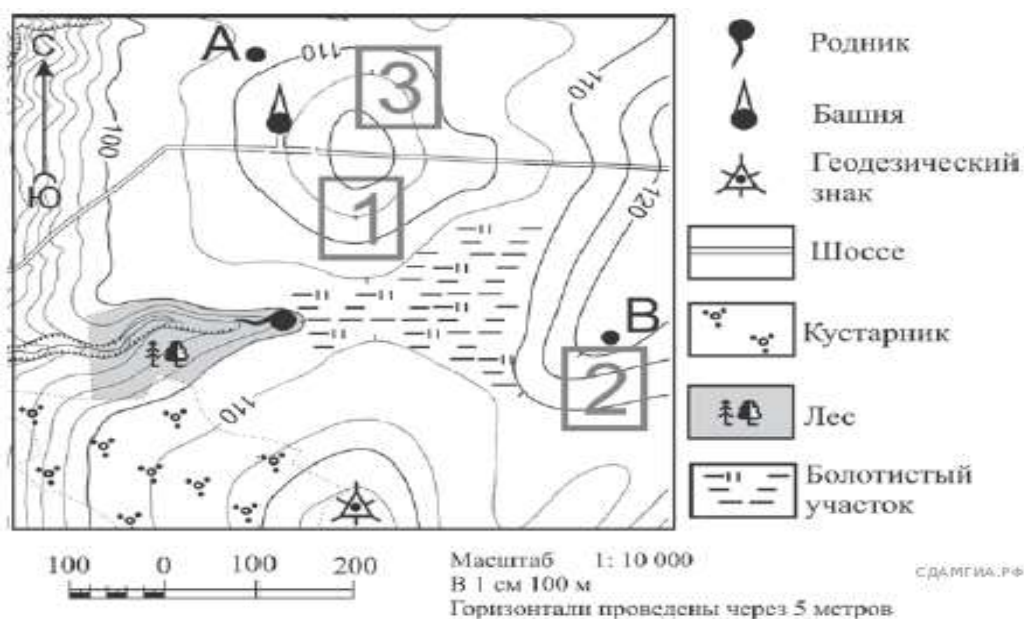 С
Ю
А
В
3
1
2
110
100
110
120
110
Родник
Башня
Геодезический
знак
Шоссе
Кустарник
Лес
Болотистый
участок
100 0 100 200
Масштаб 1: 10 000
В 1 см 100 м
Горизонтали проведены через 5 метров
СДАМГИА.РФ